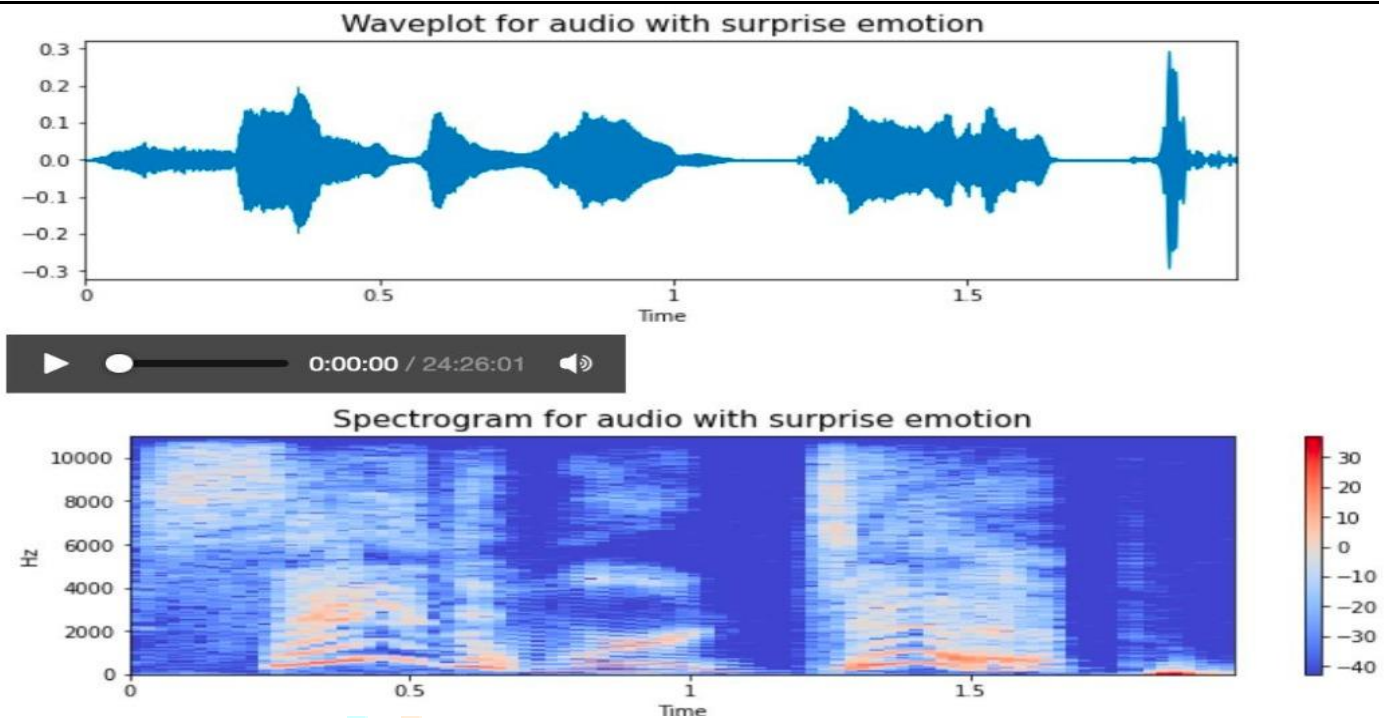 Waveplot for audio with surprise emotion
0.3
0.2
0.1
0.0
−0.1
−0.2
−0.3
0 0.5 1 1.5
Time
0:00:00 / 24:26:01
Spectrogram for audio with surprise emotion
10000
8000
6000
4000
2000
0
Hz
30
20
10
0
−10
−20
−30
−40
0 0.5 1 1.5
Time